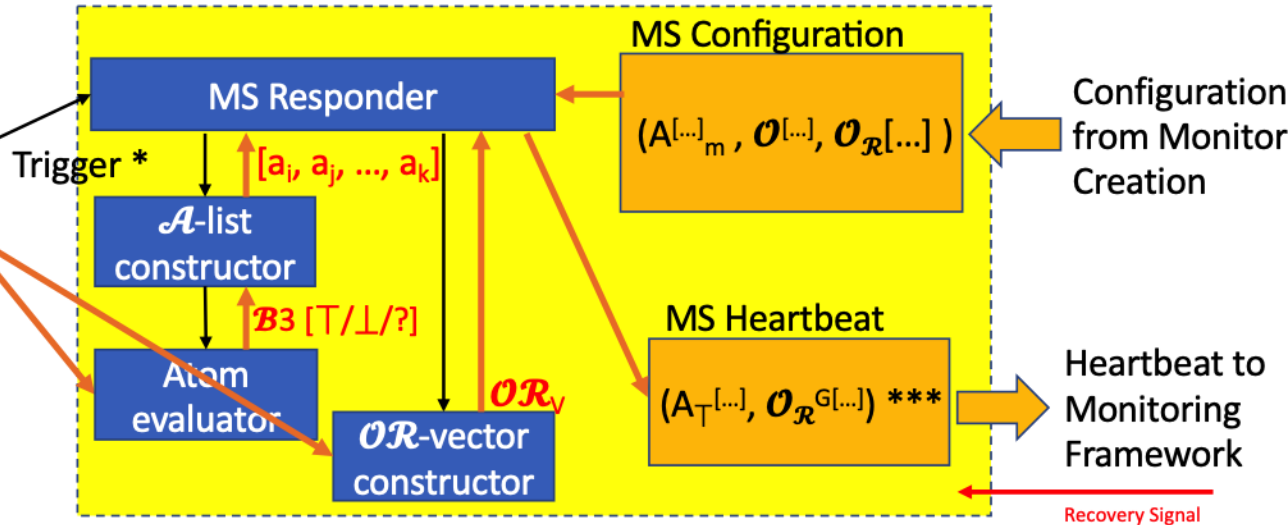 MS Configuration
MS Responder
(A[...]m , 𝓞[...], 𝓞𝓡[...] )
Configuration
from Monitor
Creation
Trigger *
[ai, aj, ..., ak]
𝓐-list
constructor
𝓑3 [⊤/⊥/?]
Atom
evaluator
𝓞𝓡V
𝓞𝓡-vector
constructor
MS Heartbeat
(A⊤[...], 𝓞𝓡G[...]) ***
Heartbeat to
Monitoring
Framework
Recovery Signal